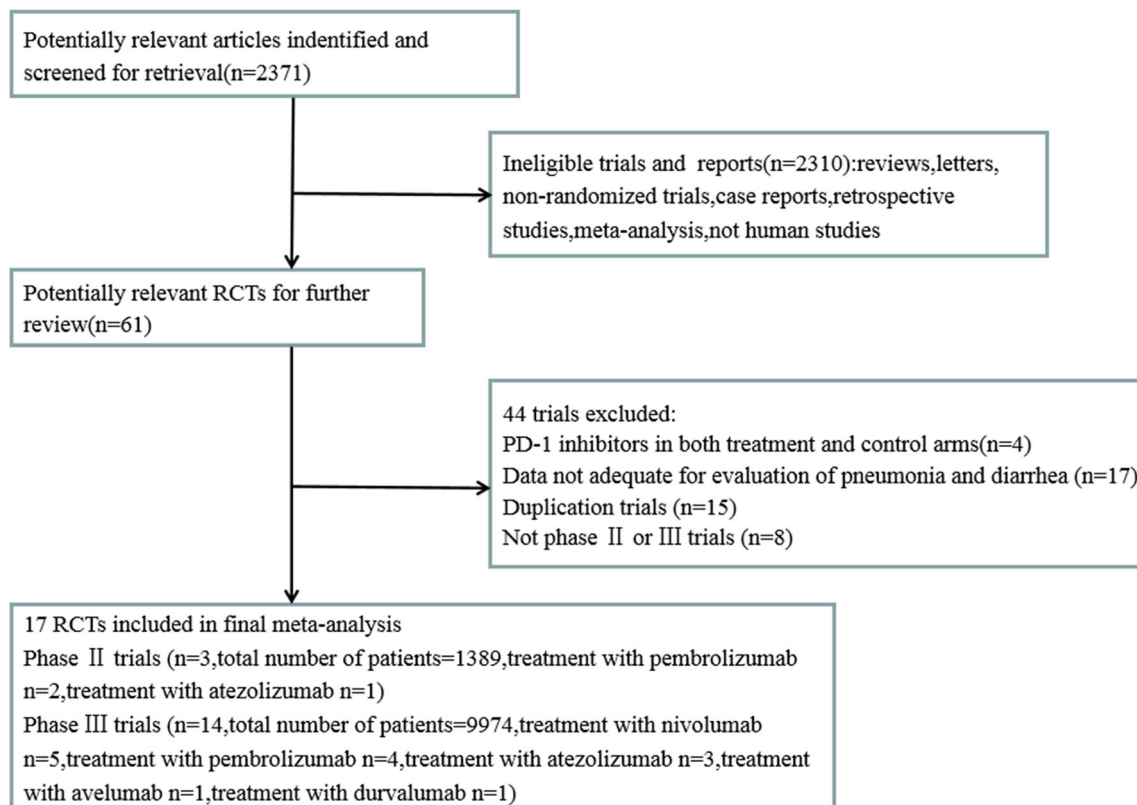 Potentially relevant articles indentified and
screened for retrieval(n=2371)
Ineligible trials and reports(n=2310):reviews,letters,
non-randomized trials,case reports,retrospective
studies,meta-analysis,not human studies
Potentially relevant RCTs for further
review(n=61)
44 trials excluded:
PD-1 inhibitors in both treatment and control arms(n=4)
Data not adequate for evaluation of pneumonia and diarrhea (n=17)
Duplication trials (n=15)
Not phase Ⅱ or III trials (n=8)
17 RCTs included in final meta-analysis
Phase Ⅱ trials (n=3,total number of patients=1389,treatment with pembrolizumab
n=2,treatment with atezolizumab n=1)
Phase III trials (n=14,total number of patients=9974,treatment with nivolumab
n=5,treatment with pembrolizumab n=4,treatment with atezolizumab n=3,treatment
with avelumab n=1,treatment with durvalumab n=1)